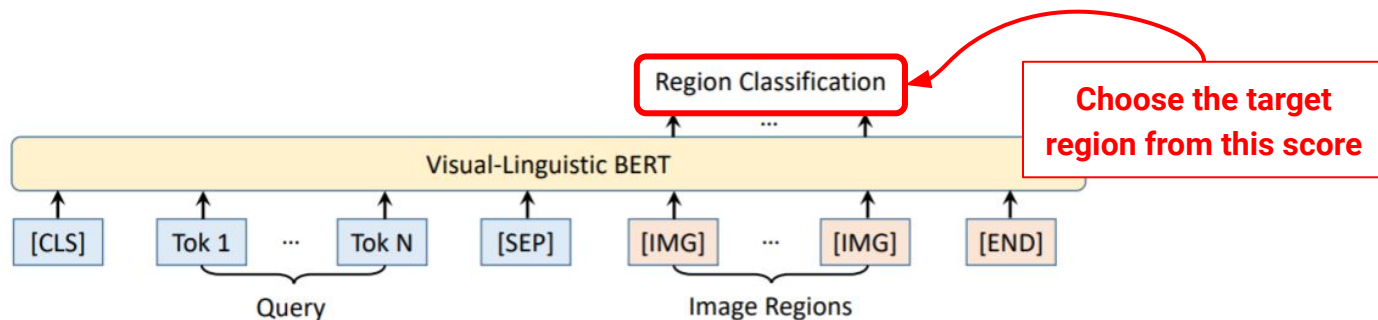 Region Classification
...
Choose the target
region from this score
Visual-Linguistic BERT
[CLS] Tok 1 ... Tok N [SEP] [IMG] ... [IMG] [END]
Query Image Regions